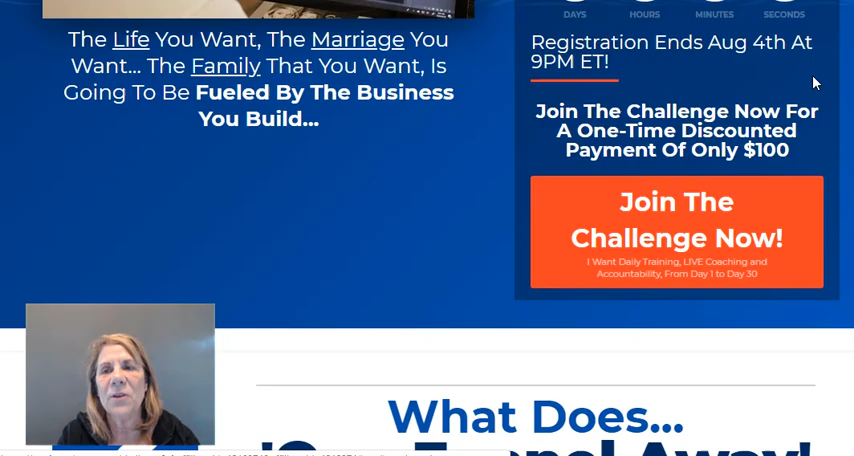 The Life You Want, The Marriage You
Want... The Family That You Want, Is
Going To Be Fueled By The Business
You Build...
DAYS HOURS MINUTES SECONDS
Registration Ends Aug 4th At
9PM ET!
Join The Challenge Now For
A One-Time Discounted
Payment Of Only $100
Join The
Challenge Now!
I Want Daily Training, LIVE Coaching and
Accountability, From Day 1 to Day 30
What Does...
Away!